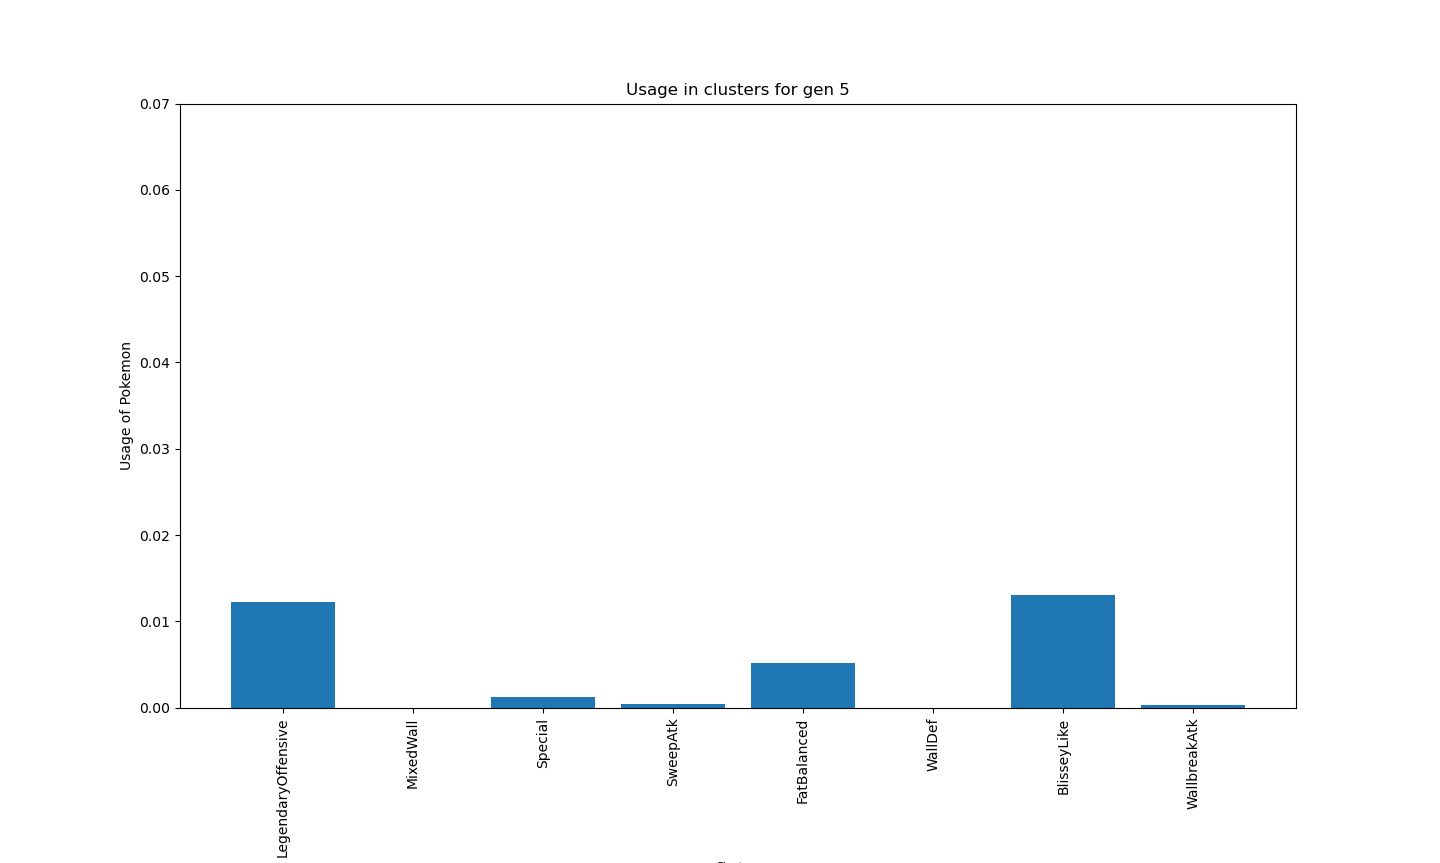 Usage in clusters for gen 5
Usage of Pokemon
0.07
0.06
0.05
0.04
0.03
0.02
0.01
0.00
LegendaryOffensive
MixedWall
Special
SweepAtk
FatBalanced
WallDef
BlisseyLike
WallbreakAtk